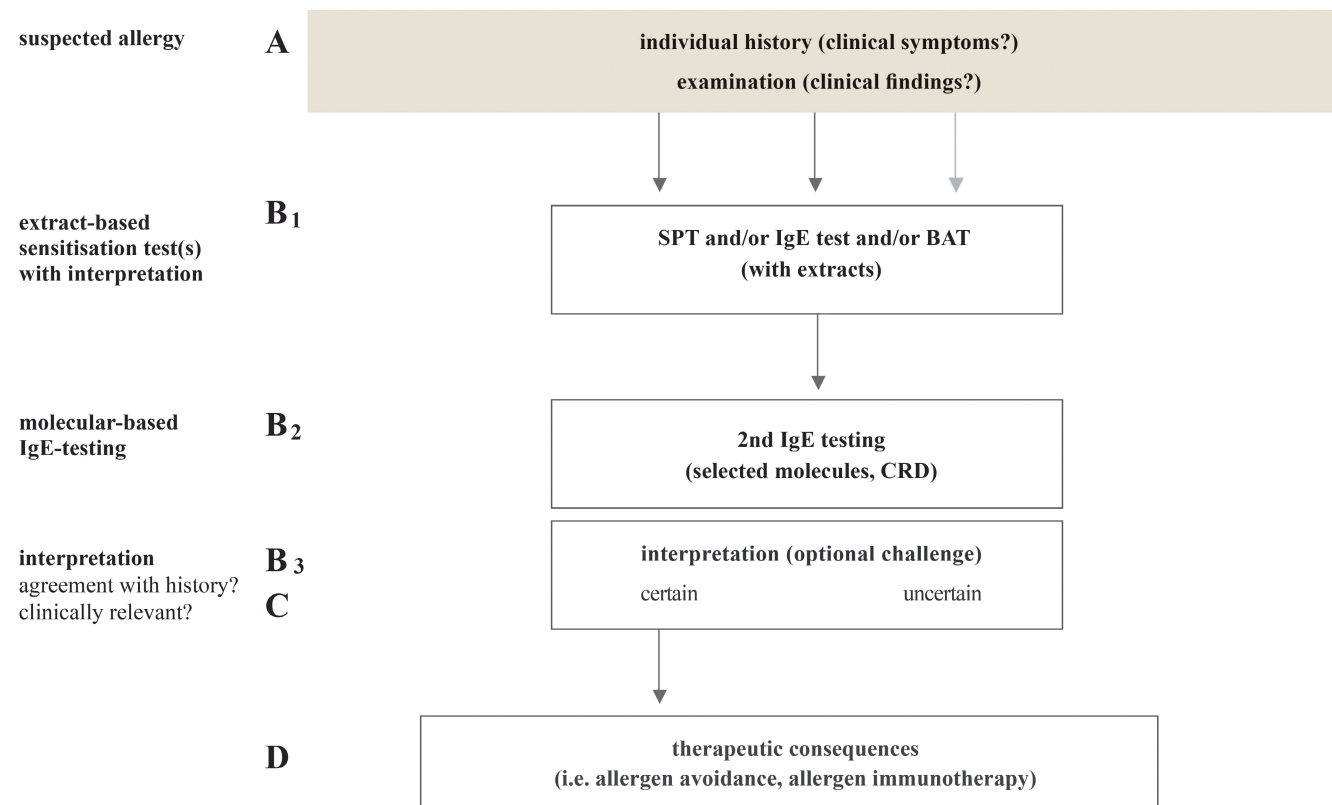 suspected allergy
A
individual history (clinical symptoms?)
examination (clinical findings?)
extract-based
sensitisation test(s)
with interpretation
B1
SPT and/or IgE test and/or BAT
(with extracts)
molecular-based
IgE-testing
B2
2nd IgE testing
(selected molecules, CRD)
interpretation
agreement with history?
clinically relevant?
B3
C
interpretation (optional challenge)
certain uncertain
D
therapeutic consequences
(i.e. allergen avoidance, allergen immunotherapy)